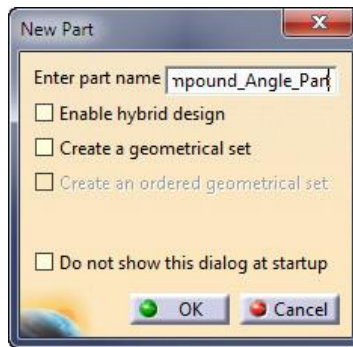 New Part
Enter part name mpound_Angle_Part
Enable hybrid design
Create a geometrical set
Create an ordered geometrical set
Do not show this dialog at startup
OK Cancel